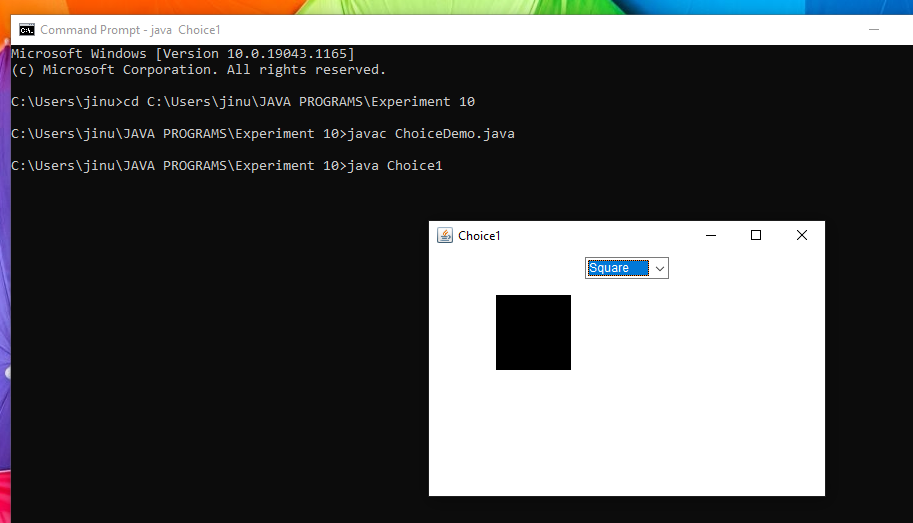 Command Prompt - java  Choice1
Microsoft Windows [Version 10.0.19043.1165]
(c) Microsoft Corporation. All rights reserved.
C:\Users\jinu>cd C:\Users\jinu\JAVA PROGRAMS\Experiment 10
C:\Users\jinu\JAVA PROGRAMS\Experiment 10>javac ChoiceDemo.java
C:\Users\jinu\JAVA PROGRAMS\Experiment 10>java Choice1
Choice1
Square